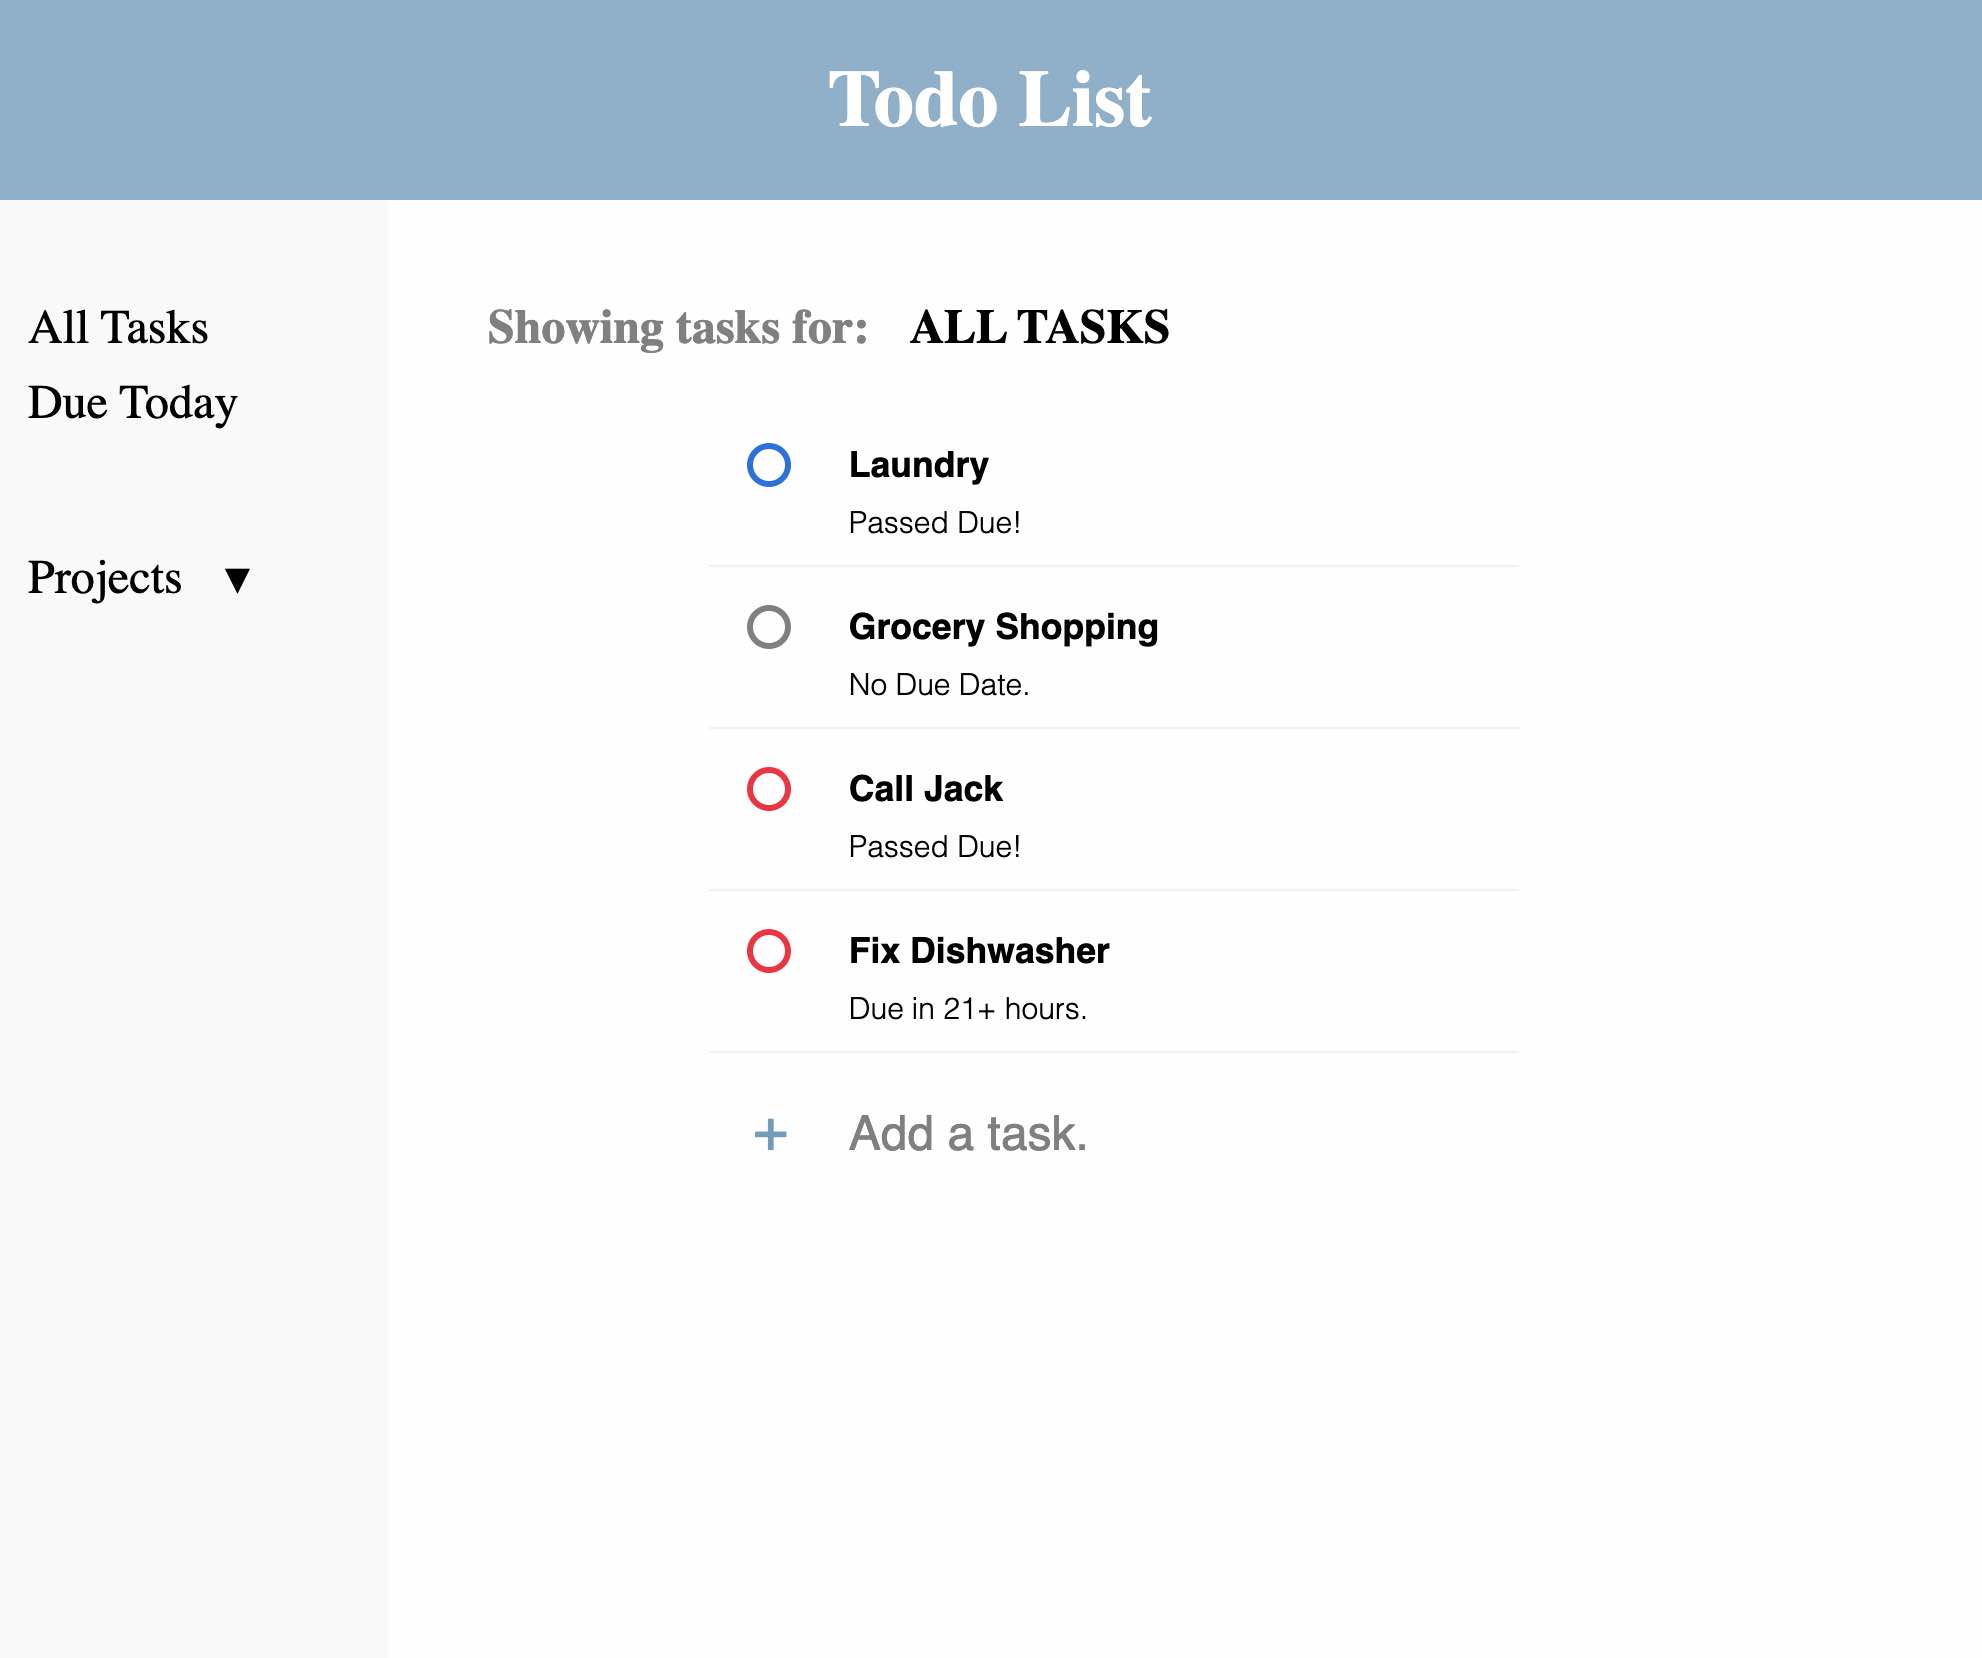 Todo List
All Tasks
Due Today
Projects ▼
Showing tasks for: ALL TASKS
Laundry
Passed Due!
Grocery Shopping
No Due Date.
Call Jack
Passed Due!
Fix Dishwasher
Due in 21+ hours.
+ Add a task.